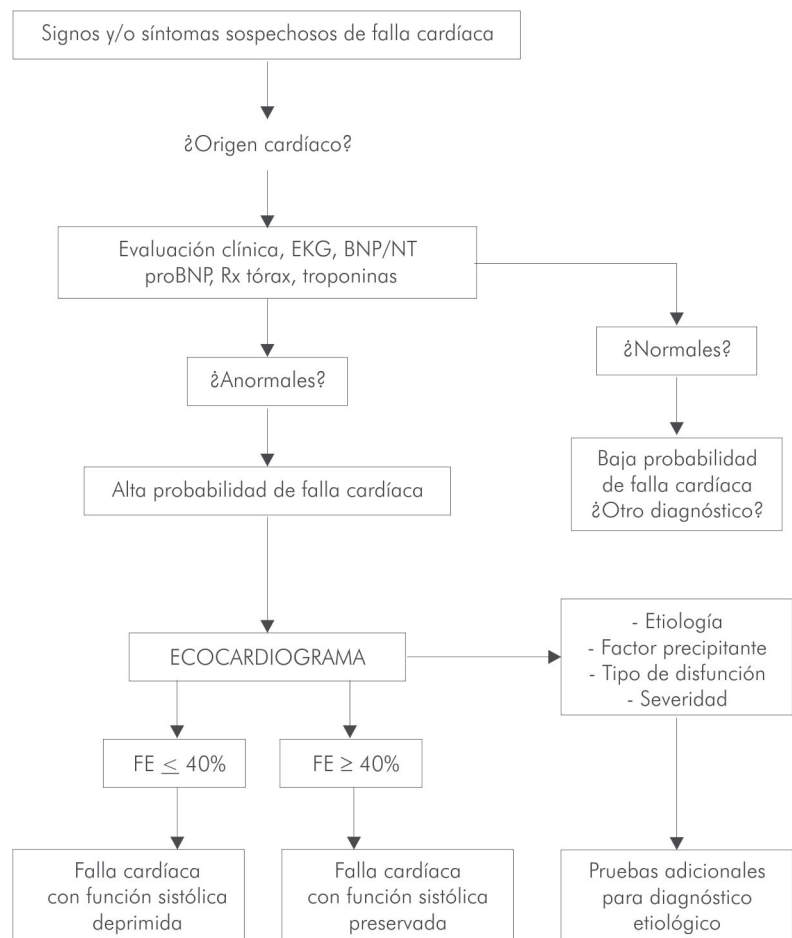 Signos y/o síntomas sospechosos de falla cardíaca
¿Origen cardíaco?
Evaluación clínica, EKG, BNP/NT
proBNP, Rx tórax, troponinas
¿Normales?
¿Anormales?
Baja probabilidad
de falla cardíaca
¿Otro diagnóstico?
Alta probabilidad de falla cardíaca
ECOCARDIOGRAMA
- Etiología
- Factor precipitante
- Tipo de disfunción
- Severidad
FE ≤ 40%
FE ≥ 40%
Falla cardíaca
con función sistólica
deprimida
Falla cardíaca
con función sistólica
preservada
Pruebas adicionales
para diagnóstico
etiológico